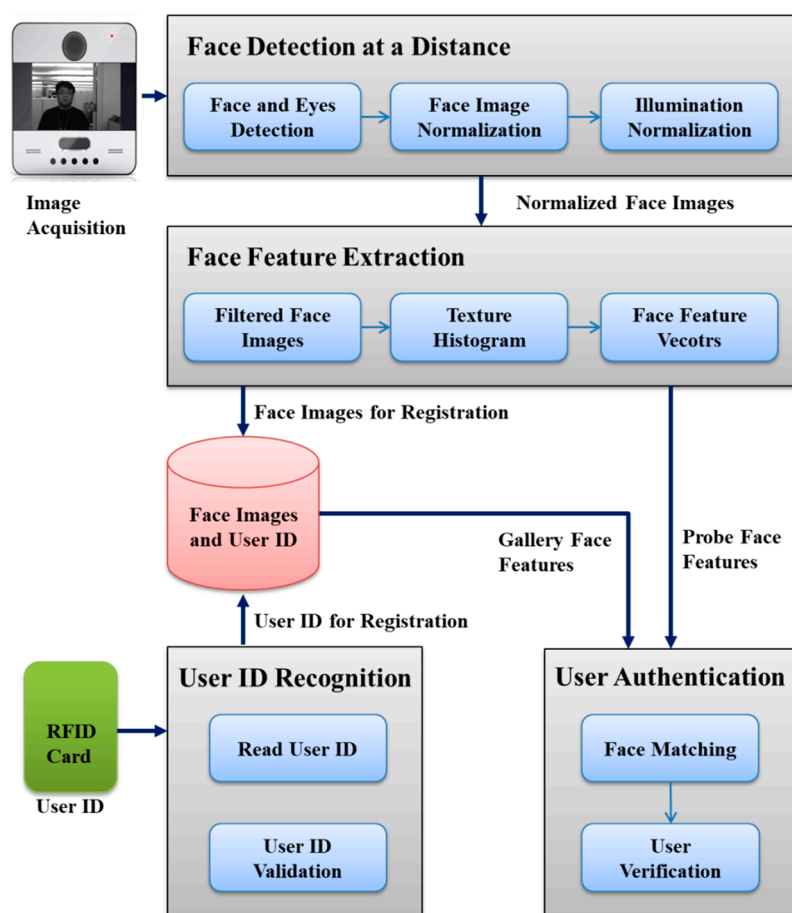 Face Detection at a Distance
Face and Eyes
Detection
Face Image
Normalization
Illumination
Normalization
Image
Acquisition
Normalized Face Images
Face Feature Extraction
Filtered Face
Images
Texture
Histogram
Face Feature
Vecotrs
Face Images for Registration
Face Images
and User ID
Gallery Face
Features
Probe Face
Features
User ID for Registration
User ID Recognition
RFID
Card
User ID
Read User ID
User ID
Validation
User Authentication
Face Matching
User
Verification